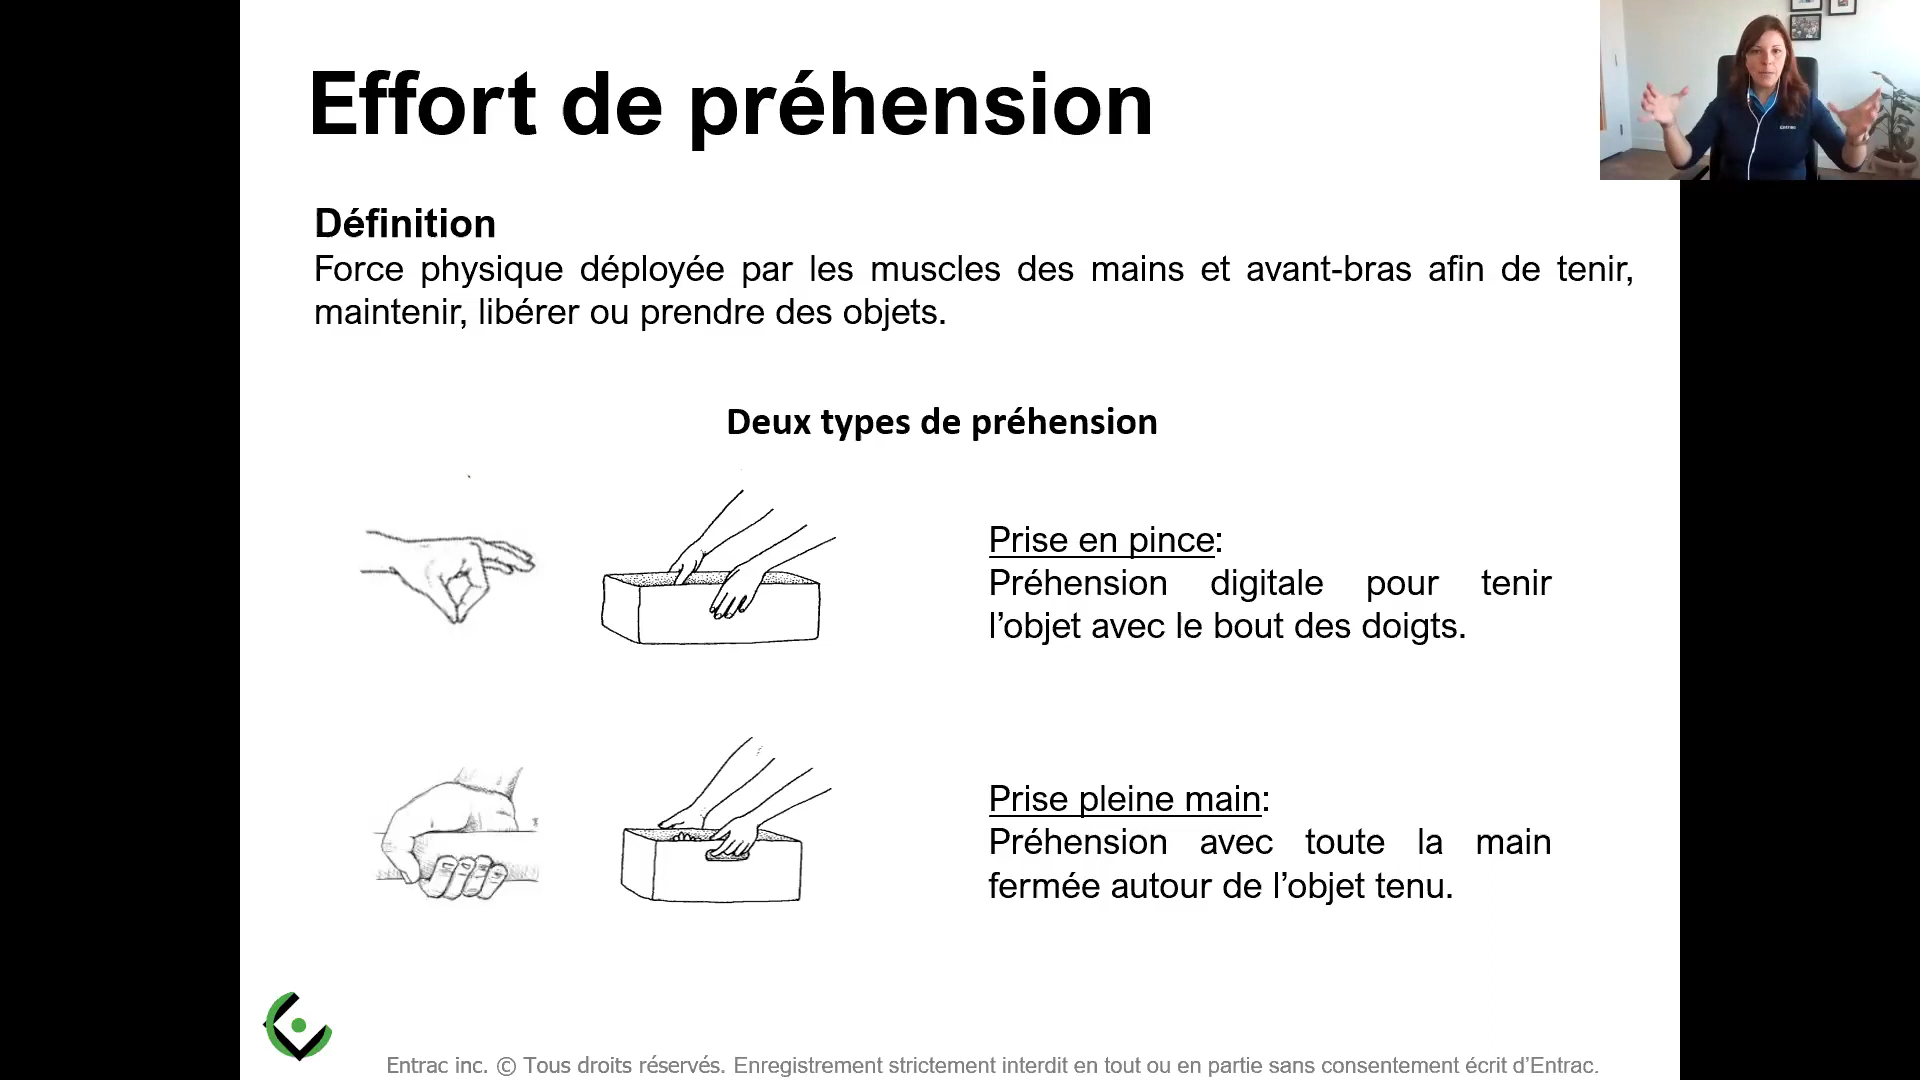 Effort de préhension
Définition
Force physique déployée par les muscles des mains et avant-bras afin de tenir,
maintenir, libérer ou prendre des objets.
Deux types de préhension
Prise en pince:
Préhension digitale pour tenir
l’objet avec le bout des doigts.
Prise pleine main:
Préhension avec toute la main
fermée autour de l’objet tenu.
Entrac inc. © Tous droits réservés. Enregistrement strictement interdit en tout ou en partie sans consentement écrit d’Entrac.